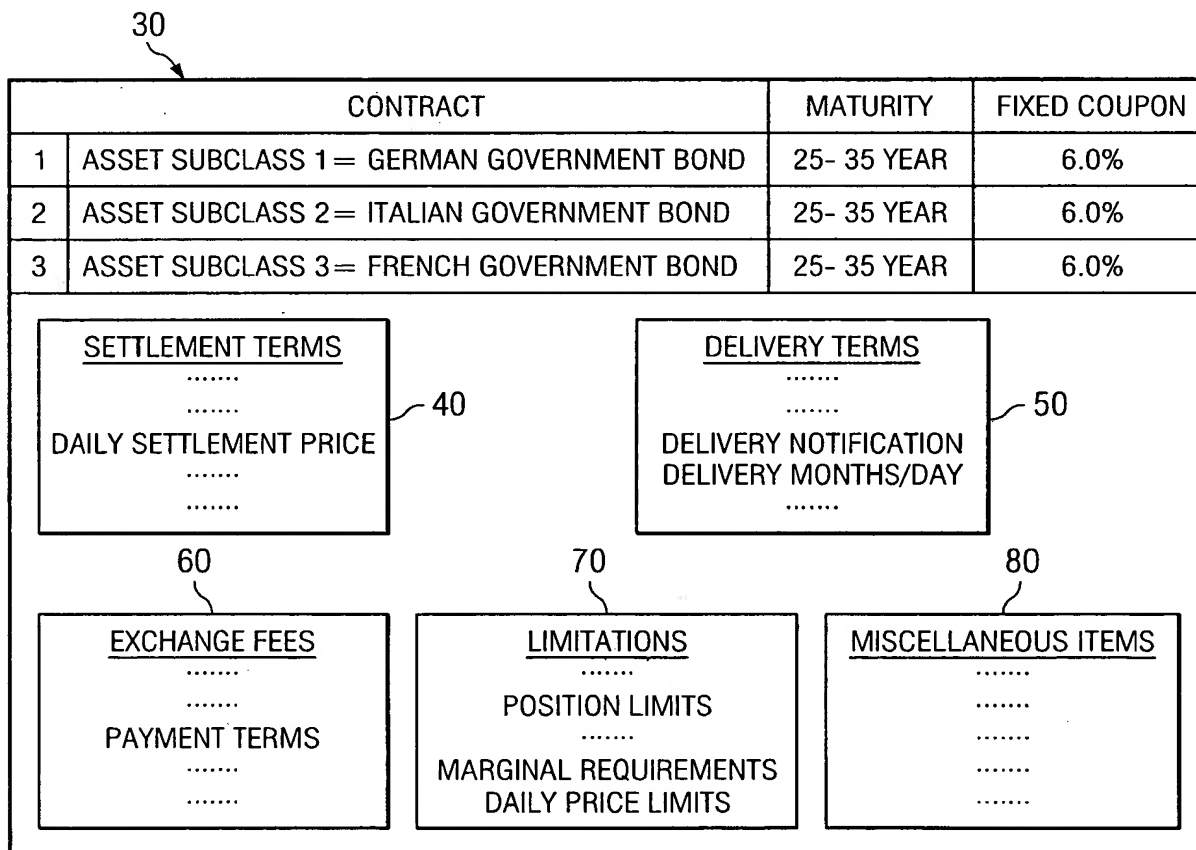 30
CONTRACT MATURITY FIXED COUPON
1 ASSET SUBCLASS 1= GERMAN GOVERNMENT BOND 25- 35 YEAR 6.0%
2 ASSET SUBCLASS 2= ITALIAN GOVERNMENT BOND 25- 35 YEAR 6.0%
3 ASSET SUBCLASS 3= FRENCH GOVERNMENT BOND 25- 35 YEAR 6.0%
SETTLEMENT TERMS
.......
.......
DAILY SETTLEMENT PRICE
.......
.......
40
DELIVERY TERMS
.......
.......
DELIVERY NOTIFICATION
DELIVERY MONTHS/DAY
.......
50
60
EXCHANGE FEES
.......
.......
PAYMENT TERMS
.......
.......
70
LIMITATIONS
.......
POSITION LIMITS
.......
MARGINAL REQUIREMENTS
DAILY PRICE LIMITS
80
MISCELLANEOUS ITEMS
.......
.......
.......
.......
.......